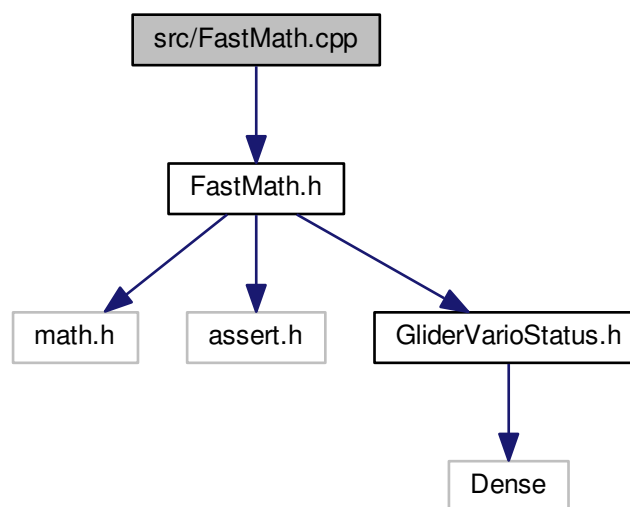 src/FastMath.cpp
FastMath.h
math.h
assert.h
GliderVarioStatus.h
Dense